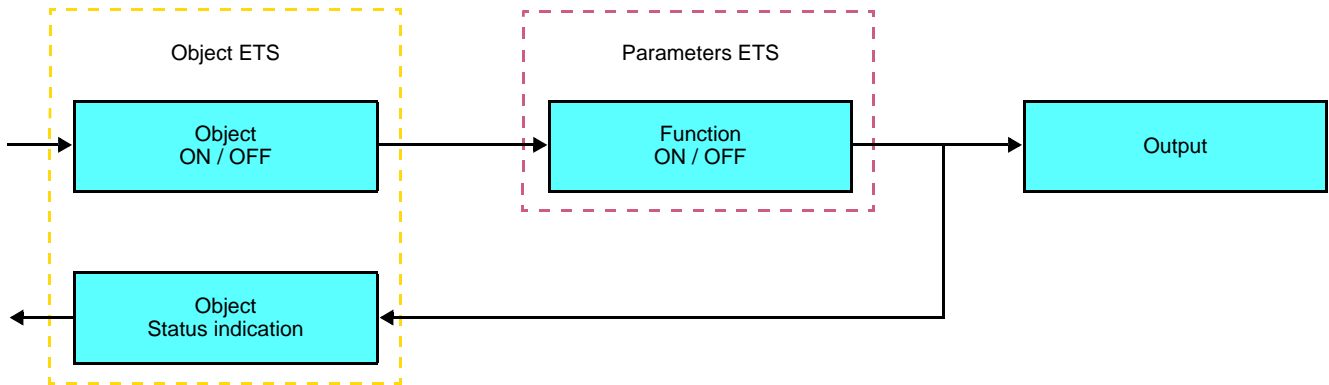 Object ETS
Parameters ETS
Object
ON / OFF
Function
ON / OFF
Output
Object
Status indication